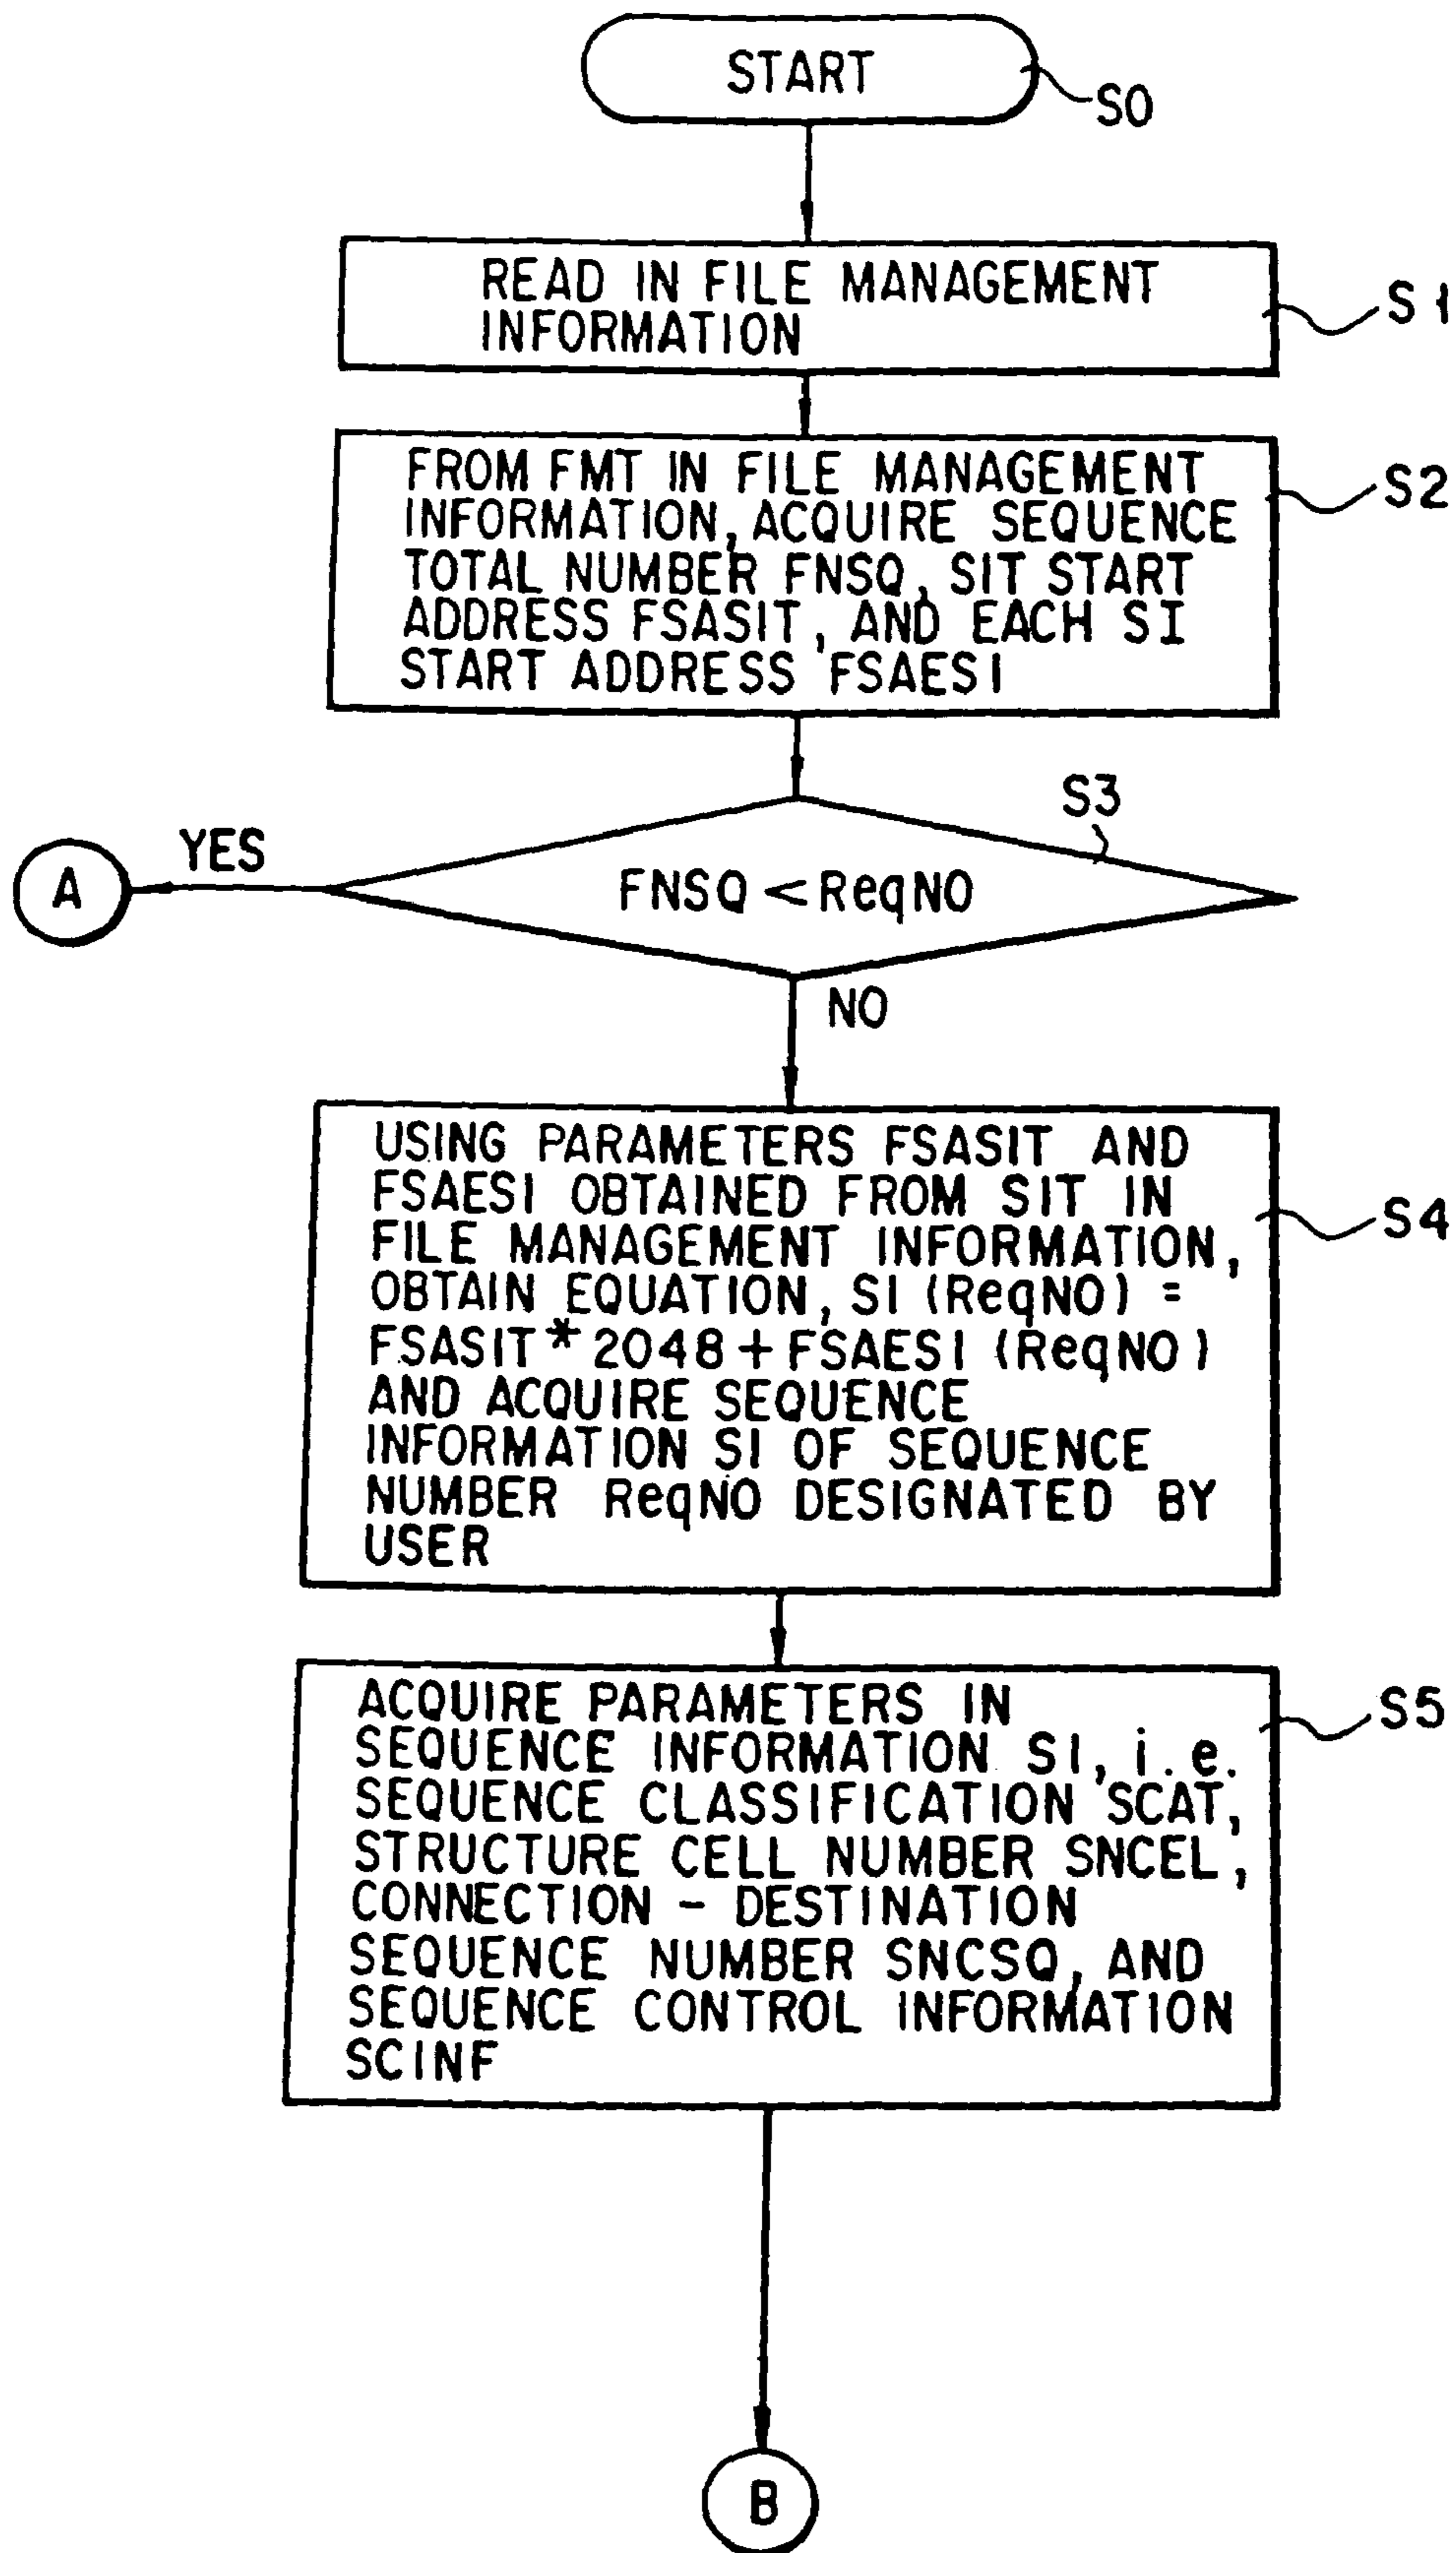 START
S0
READ IN FILE MANAGEMENT
INFORMATION
S1
FROM FMT IN FILE MANAGEMENT
INFORMATION, ACQUIRE SEQUENCE
TOTAL NUMBER FNSQ, SIT START
ADDRESS FSASIT, AND EACH SI
START ADDRESS FSAESI
S2
S3
FNSQ < ReqNO
YES
A
NO
USING PARAMETERS FSASIT AND
FSAESI OBTAINED FROM SIT IN
FILE MANAGEMENT INFORMATION,
OBTAIN EQUATION, SI (ReqNO) =
FSASIT * 2048 + FSAESI (ReqNO)
AND ACQUIRE SEQUENCE
INFORMATION SI OF SEQUENCE
NUMBER ReqNO DESIGNATED BY
USER
S4
ACQUIRE PARAMETERS IN
SEQUENCE INFORMATION SI, i.e.
SEQUENCE CLASSIFICATION SCAT,
STRUCTURE CELL NUMBER SNCEL,
CONNECTION - DESTINATION
SEQUENCE NUMBER SNCSQ, AND
SEQUENCE CONTROL INFORMATION
SCINF
S5
B